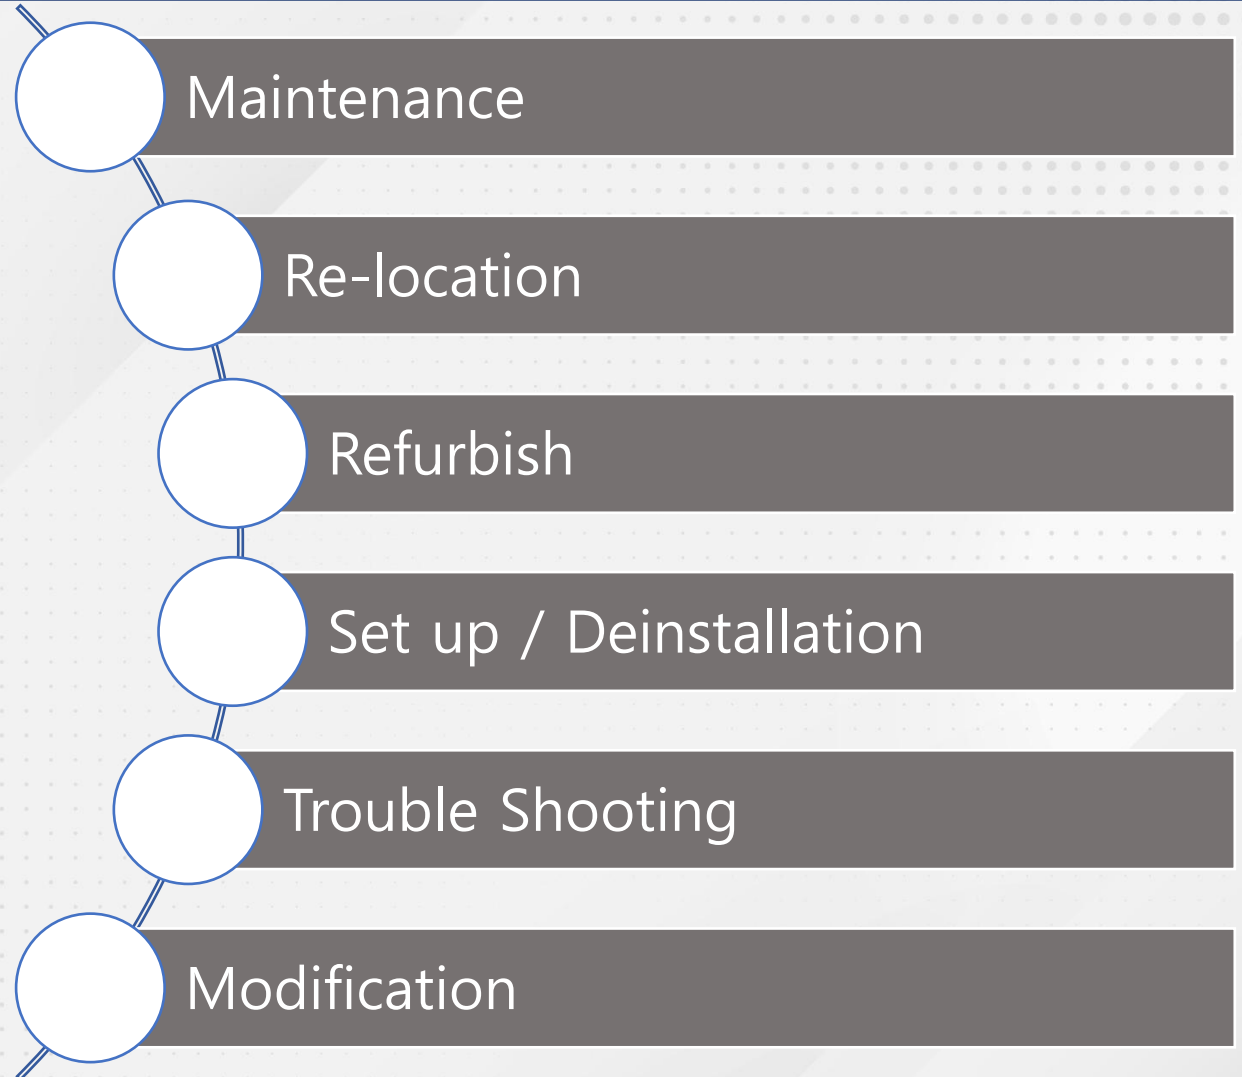 Maintenance
Re-location
Refurbish
Set up / Deinstallation
Trouble Shooting
Modification